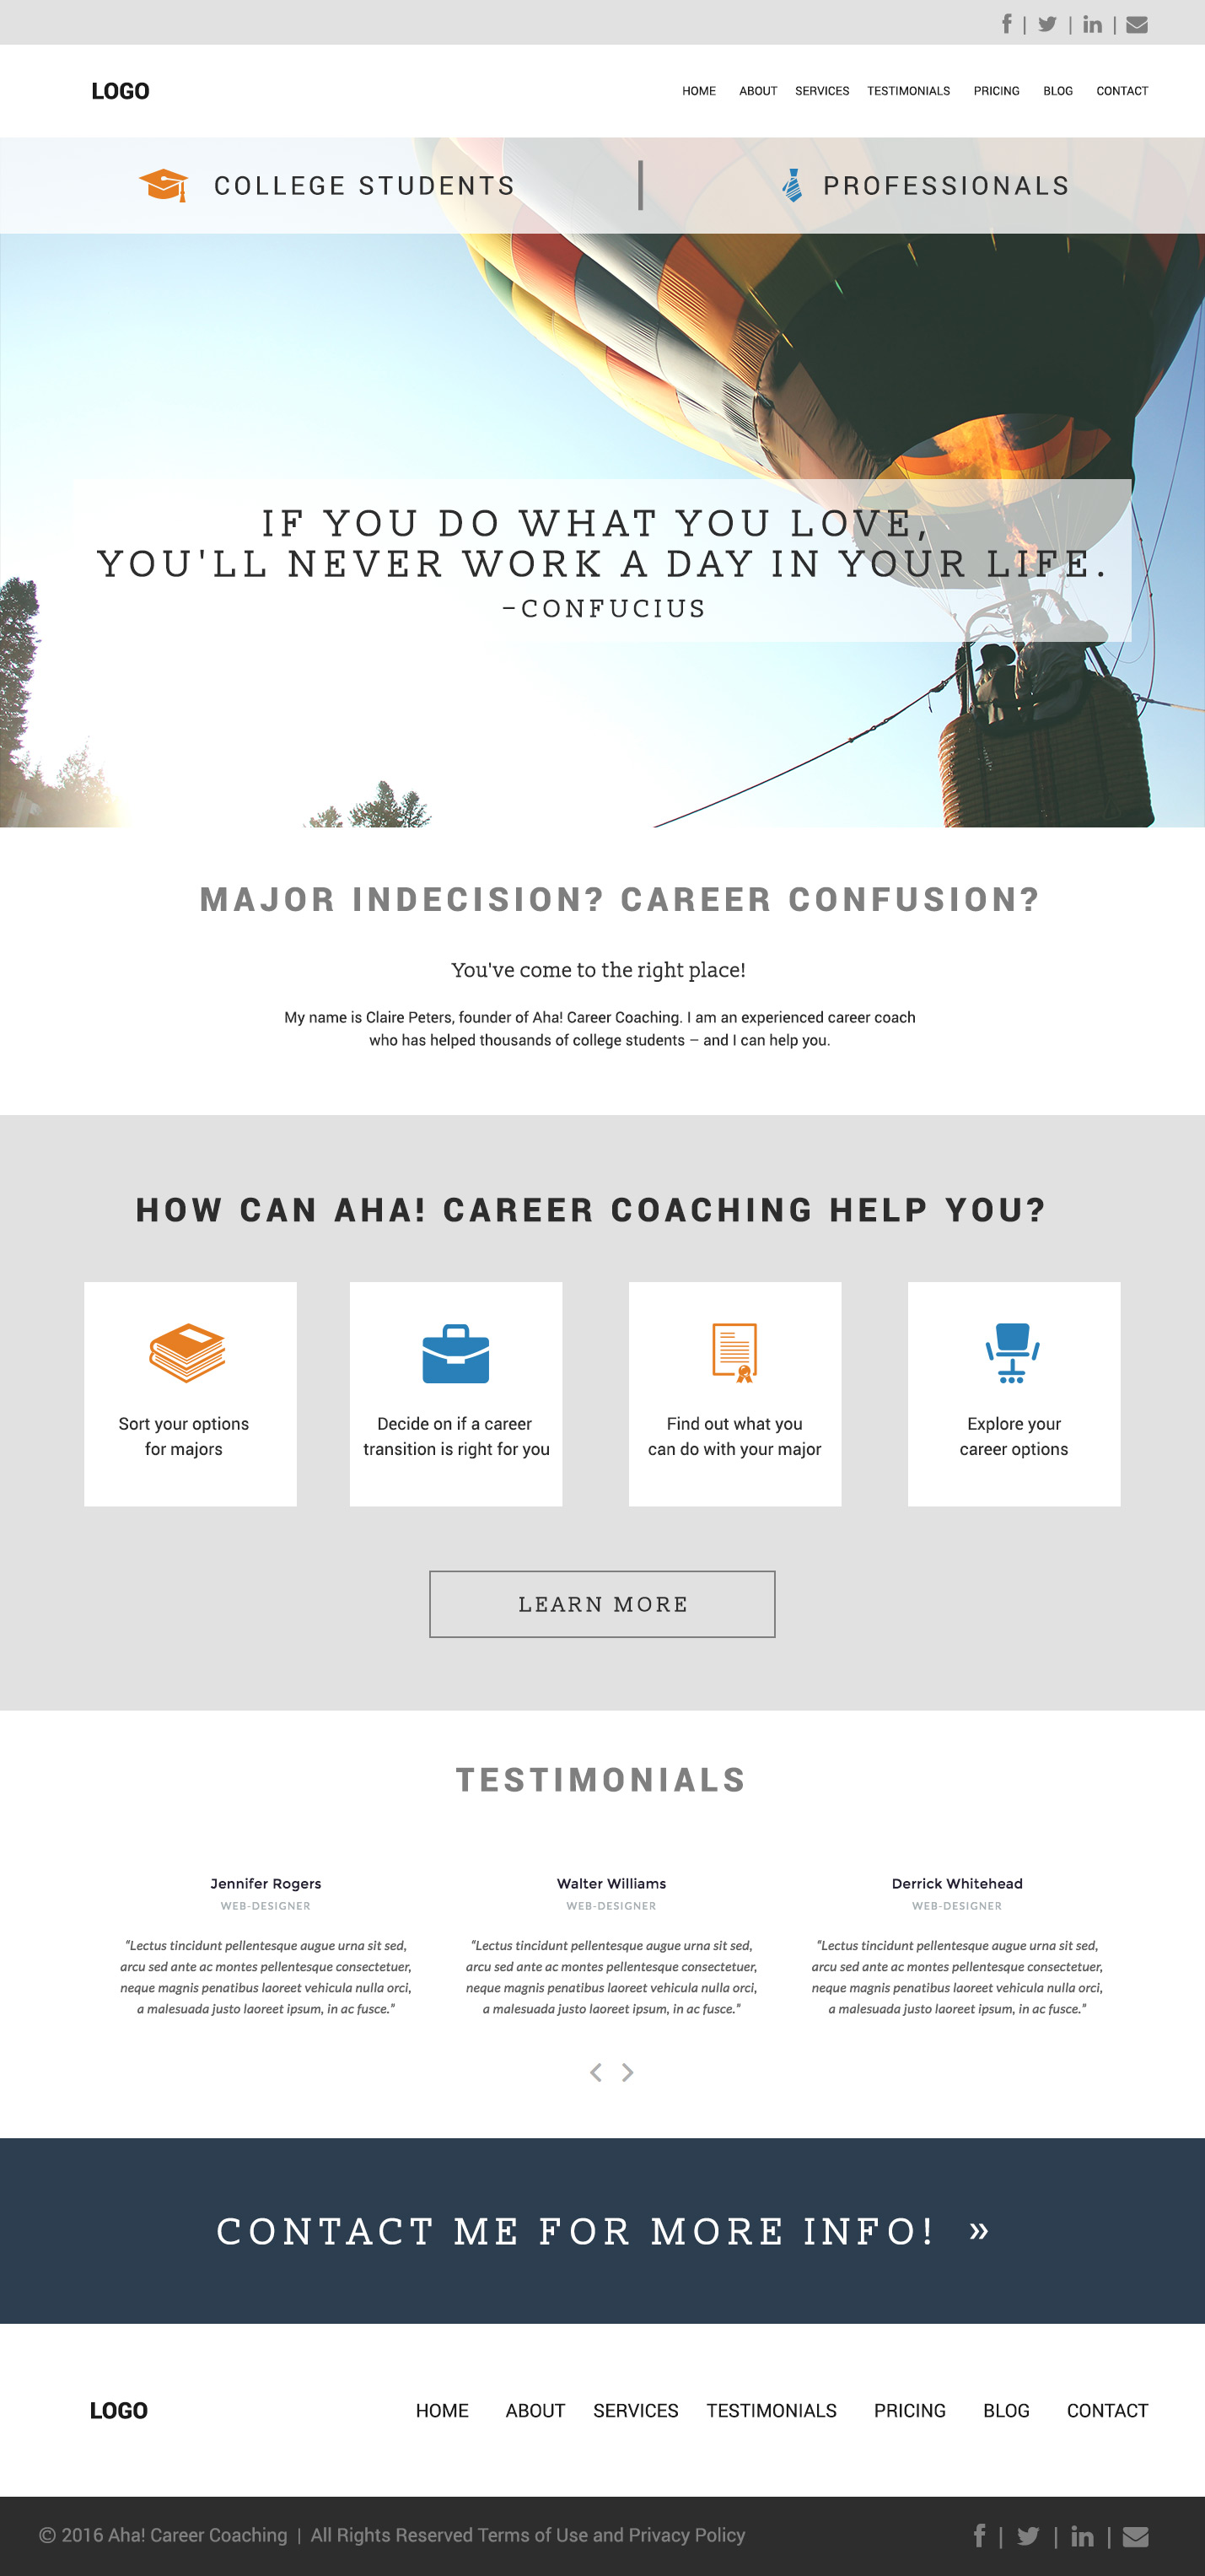 LOGO
HOME ABOUT SERVICES TESTIMONIALS PRICING BLOG CONTACT
COLLEGE STUDENTS | PROFESSIONALS
IF YOU DO WHAT YOU LOVE,
YOU'LL NEVER WORK A DAY IN YOUR LIFE.
–CONFUCIUS
MAJOR INDECISION? CAREER CONFUSION?
You've come to the right place!
My name is Claire Peters, founder of Aha! Career Coaching. I am an experienced career coach
who has helped thousands of college students – and I can help you.
HOW CAN AHA! CAREER COACHING HELP YOU?
Sort your options
for majors
Decide on if a career
transition is right for you
Find out what you
can do with your major
Explore your
career options
LEARN MORE
TESTIMONIALS
Jennifer Rogers
WEB-DESIGNER
"Lectus tincidunt pellentesque augue urna sit sed,
arcu sed ante ac montes pellentesque consectetuer,
neque magnis penatibus laoreet vehicula nulla orci,
a malesuada justo laoreet ipsum, in ac fusce."
Walter Williams
WEB-DESIGNER
"Lectus tincidunt pellentesque augue urna sit sed,
arcu sed ante ac montes pellentesque consectetuer,
neque magnis penatibus laoreet vehicula nulla orci,
a malesuada justo laoreet ipsum, in ac fusce."
Derrick Whitehead
WEB-DESIGNER
"Lectus tincidunt pellentesque augue urna sit sed,
arcu sed ante ac montes pellentesque consectetuer,
neque magnis penatibus laoreet vehicula nulla orci,
a malesuada justo laoreet ipsum, in ac fusce."
CONTACT ME FOR MORE INFO! »
LOGO
HOME ABOUT SERVICES TESTIMONIALS PRICING BLOG CONTACT
© 2016 Aha! Career Coaching | All Rights Reserved Terms of Use and Privacy Policy